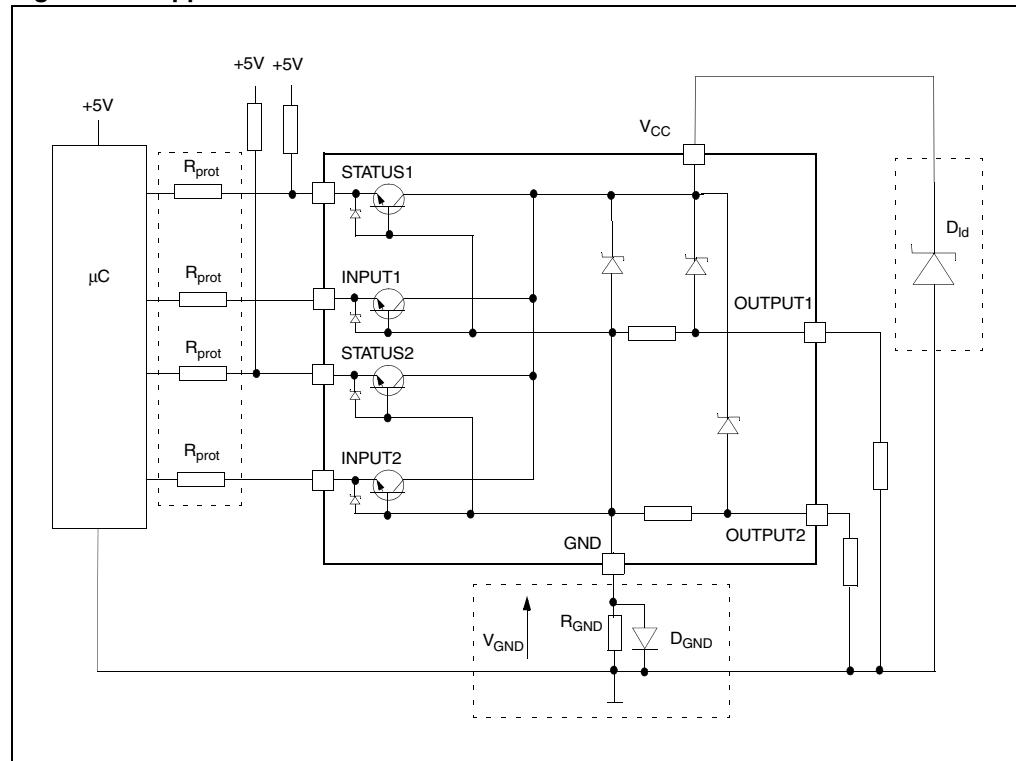 +5V +5V
+5V
VCC
Rprot
STATUS1
Dld
μC
Rprot
INPUT1
OUTPUT1
Rprot
STATUS2
Rprot
INPUT2
OUTPUT2
GND
RGND
VGND
DGND